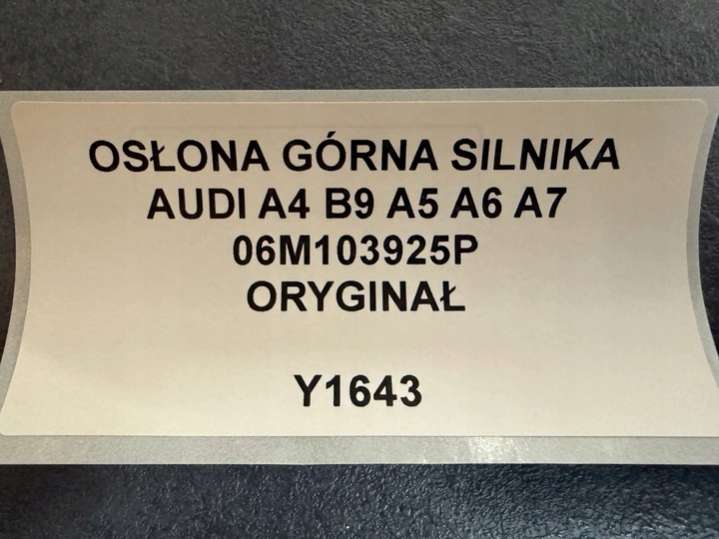 OSŁONA GÓRNA SILNIKA
AUDI A4 B9 A5 A6 A7
06M103925P
ORYGINAŁ
Y1643